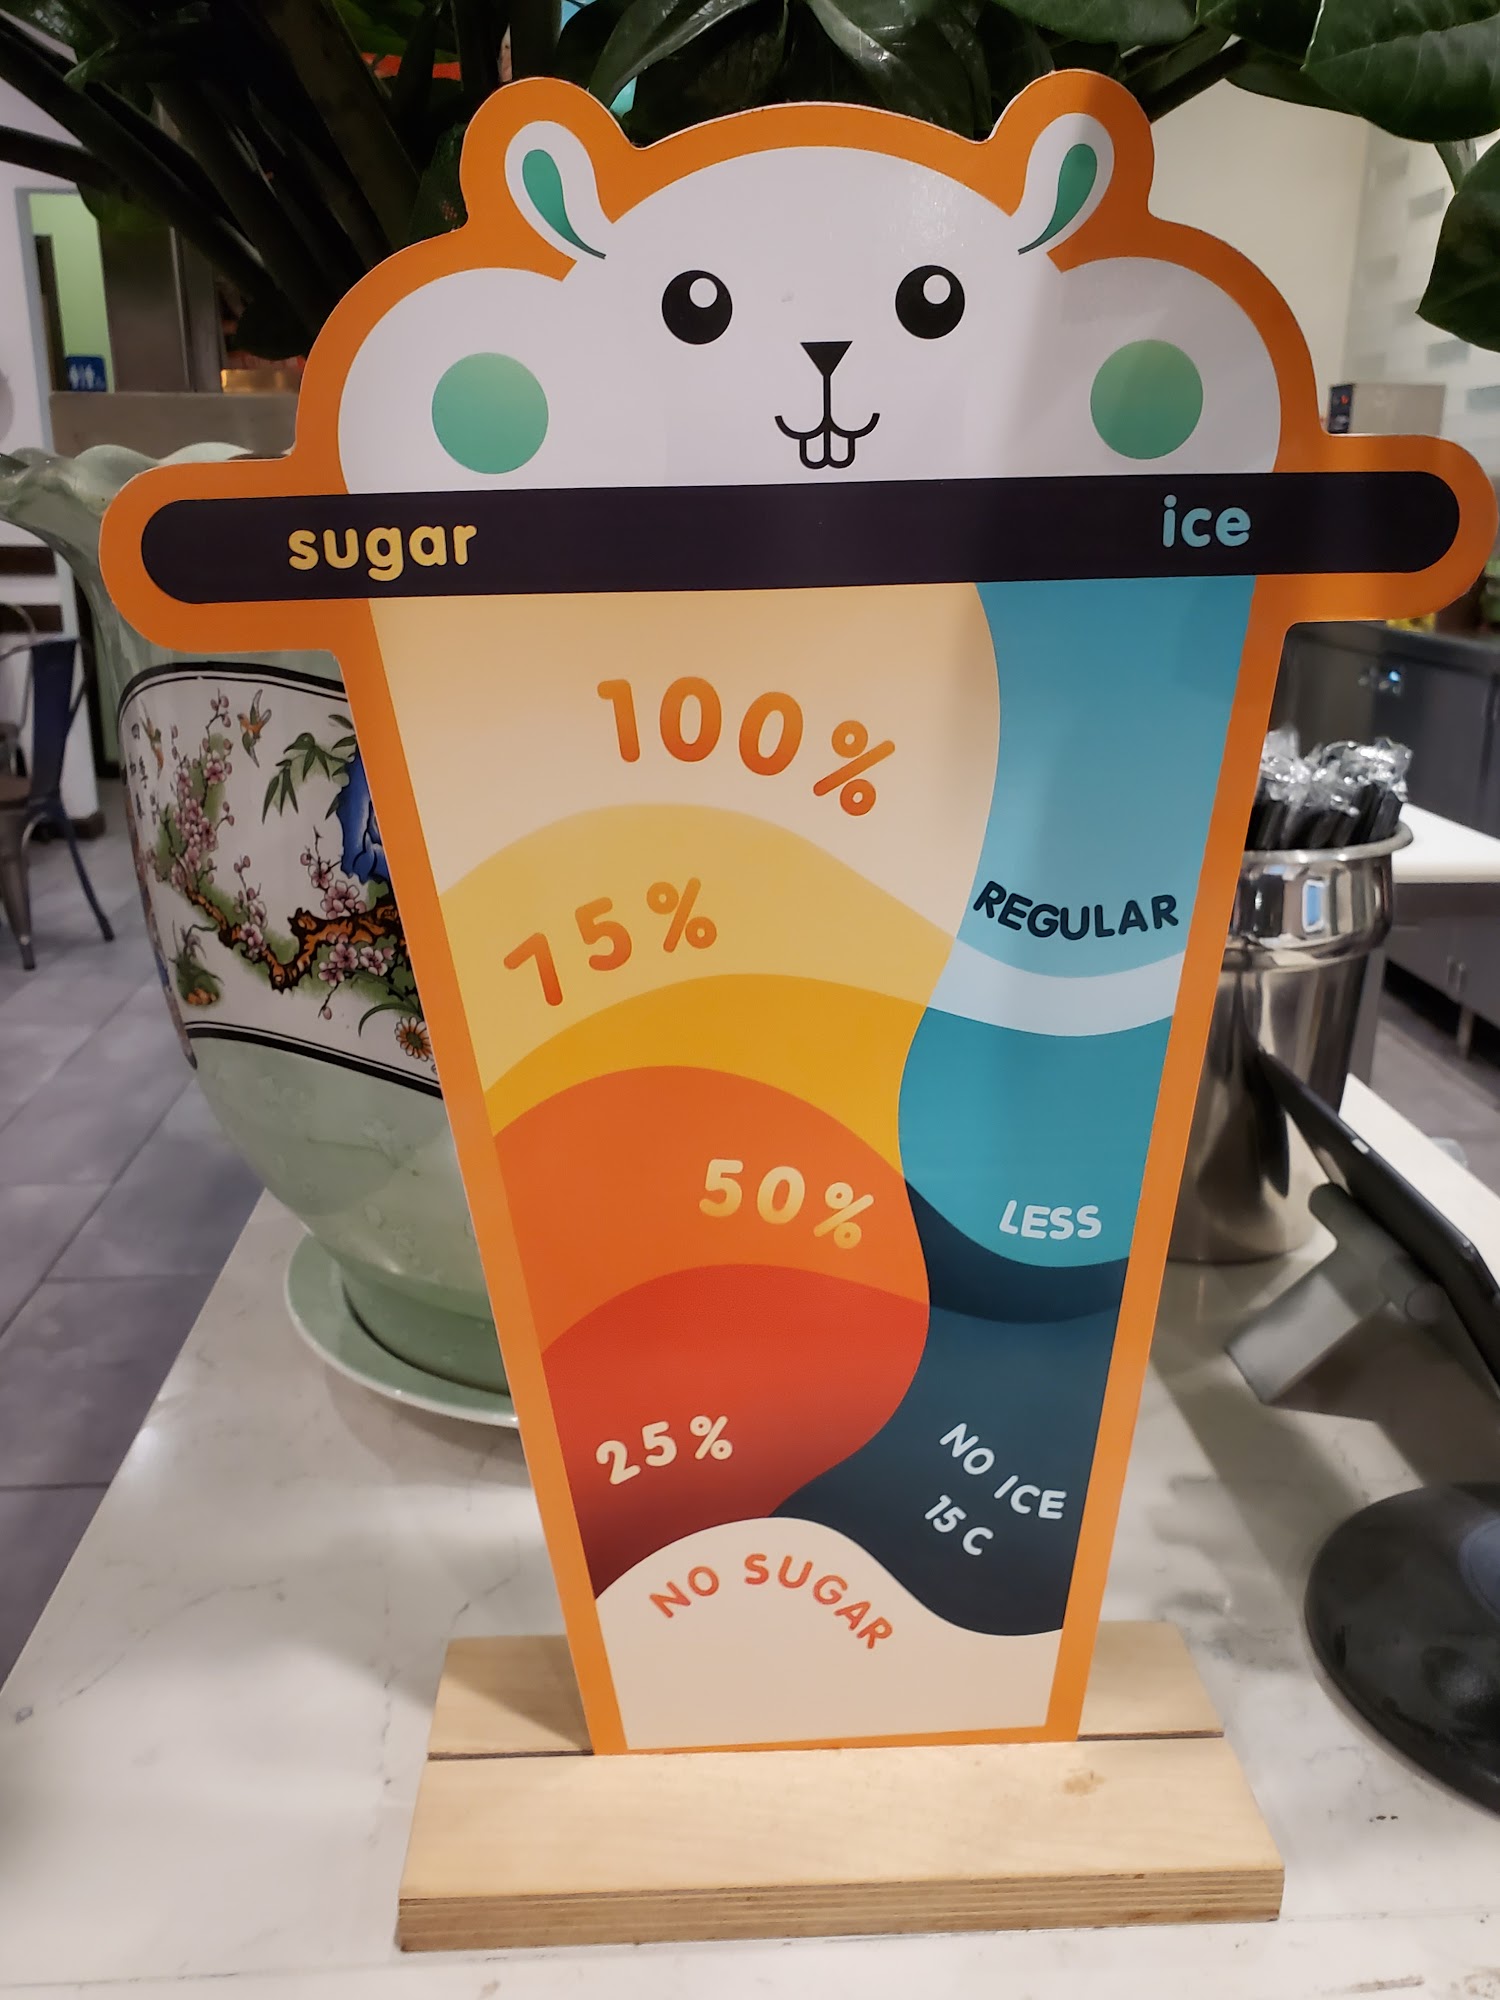 sugar
ice
100%
75%
50%
25%
NO SUGAR
REGULAR
LESS
NO ICE
15 C